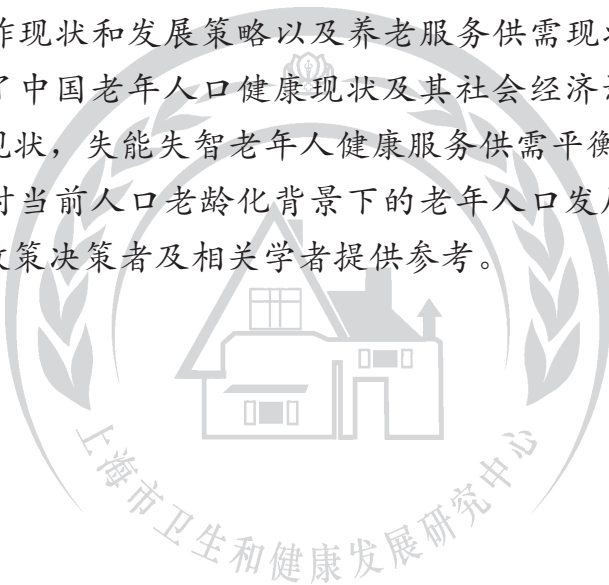 作现状和发展策略以及养老服务供需现状
了中国老年人口健康现状及其社会经济
现状，失能失智老年人健康服务供需平衡
对当前人口老龄化背景下的老年人口发展
政策决策者及相关学者提供参考。
上海市卫生和健康发展研究中心